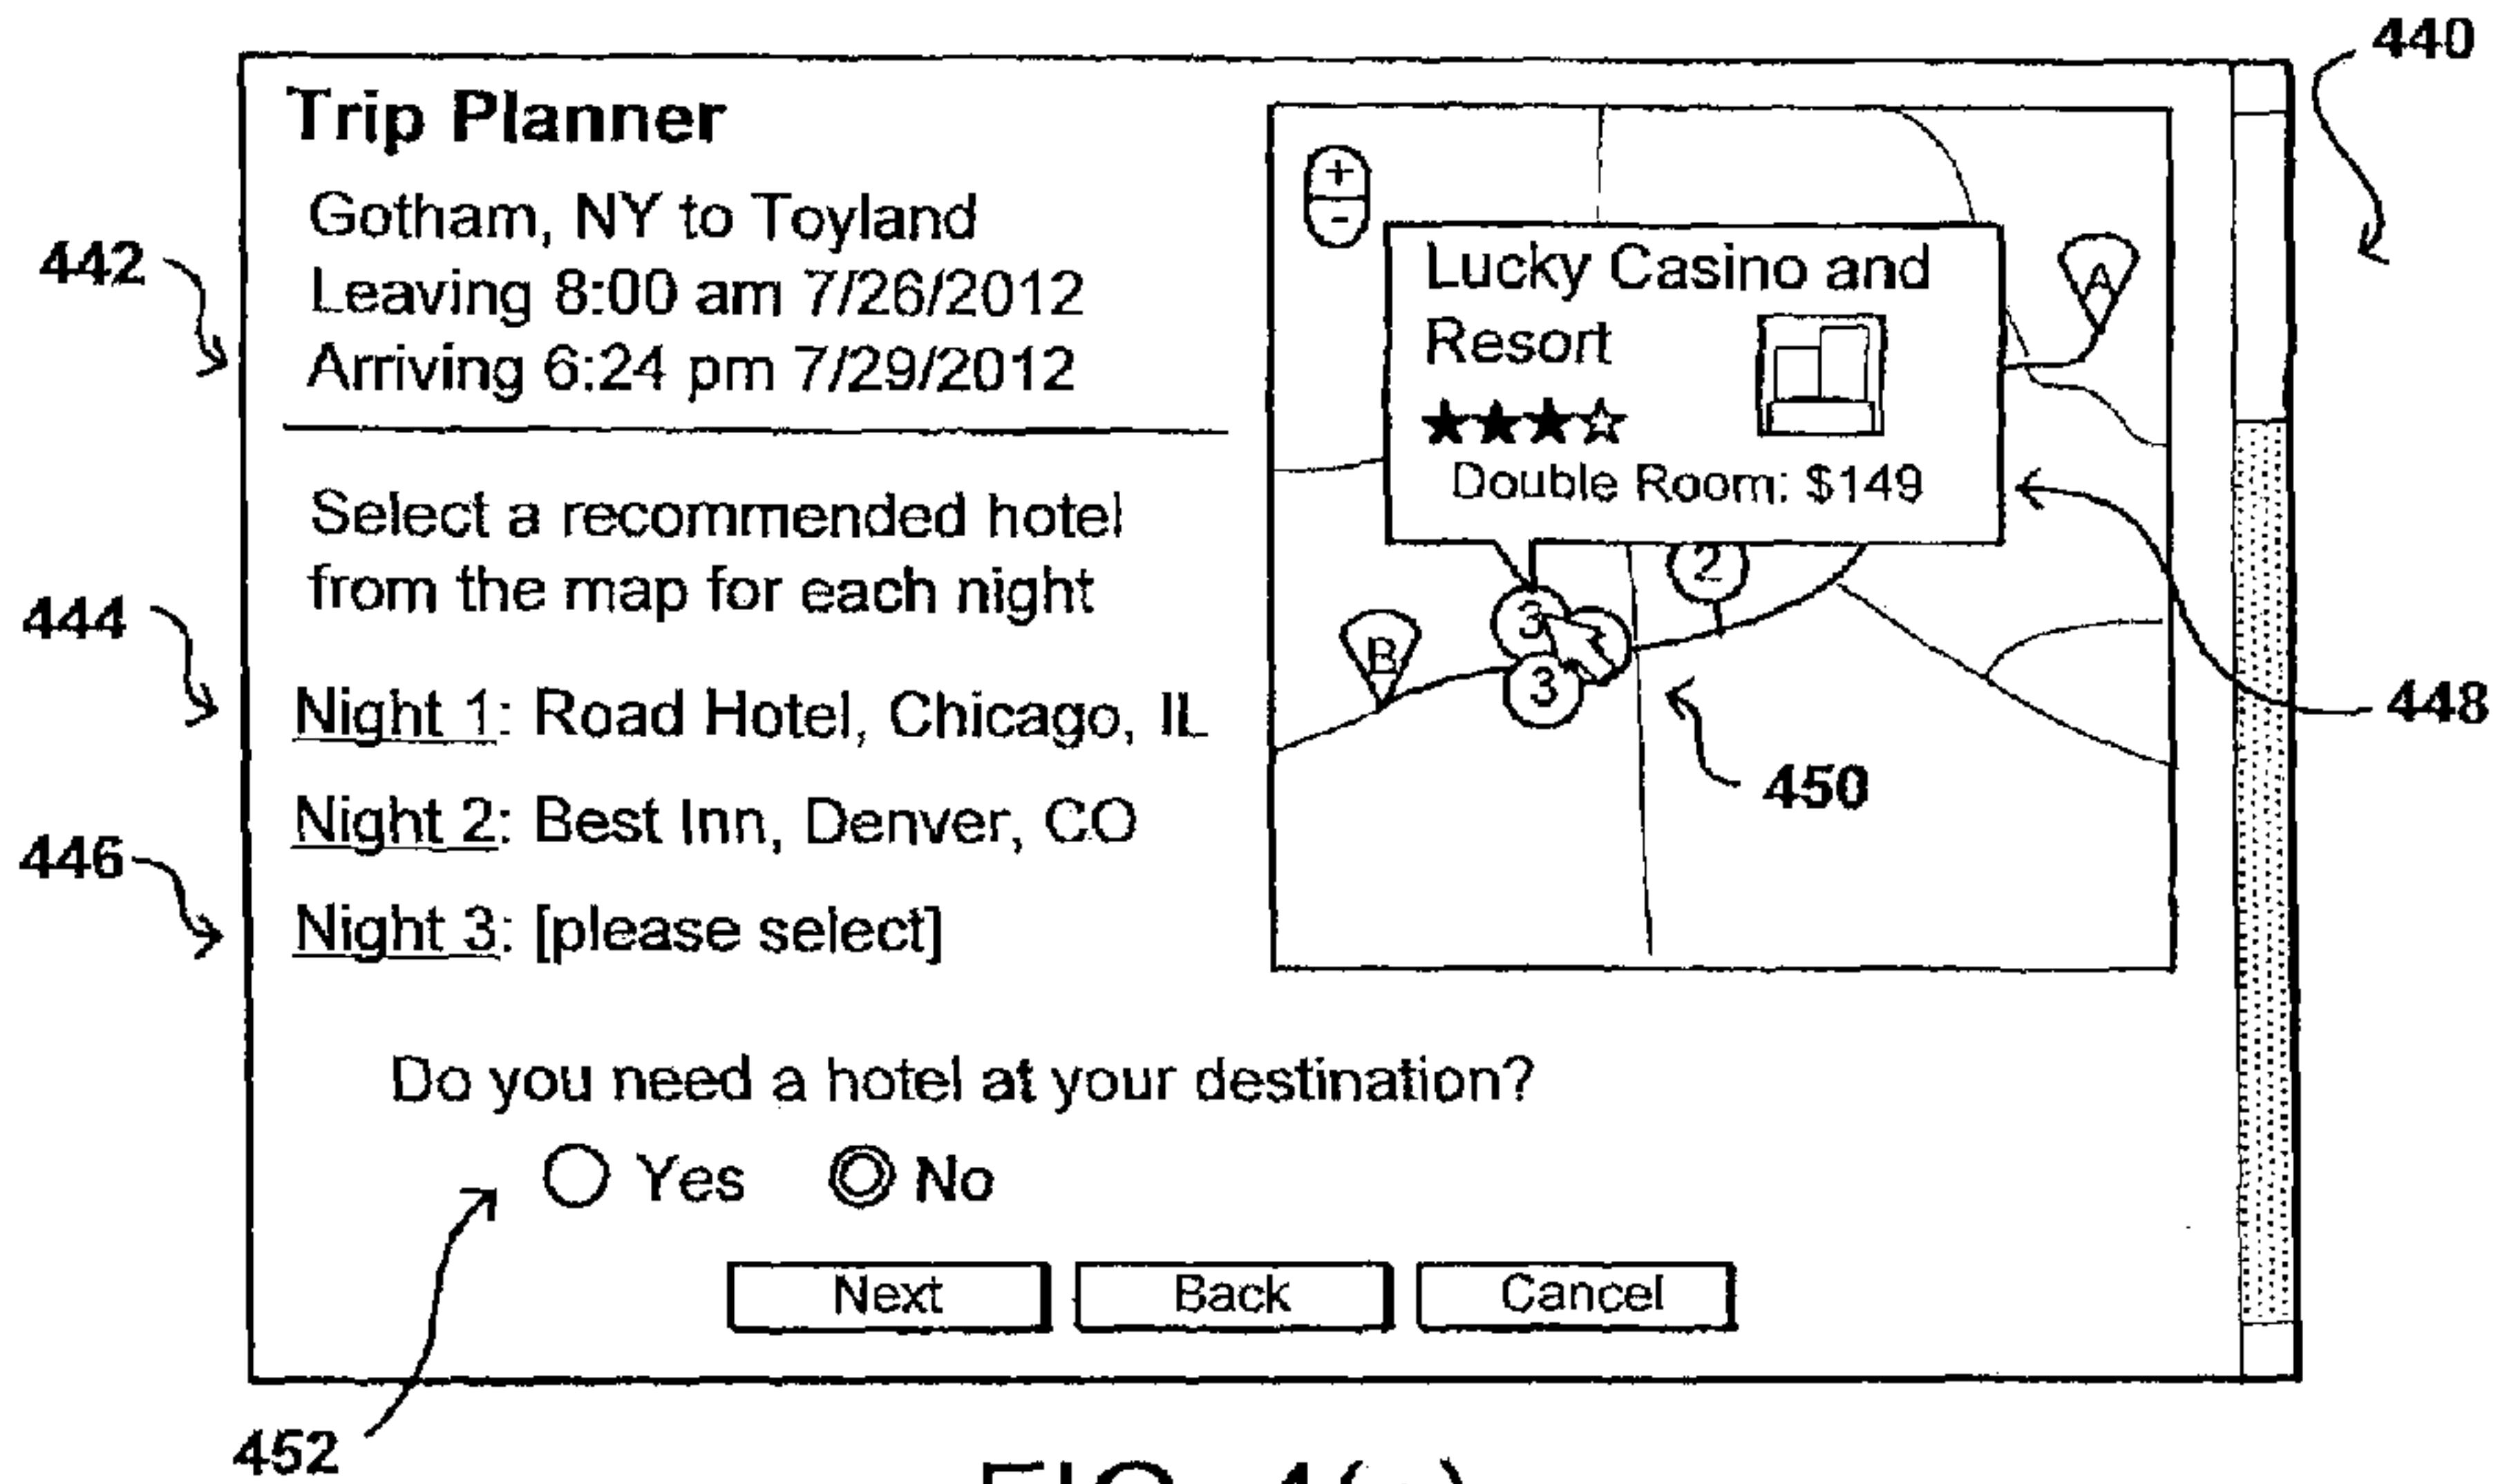 440
Trip Planner
Gotham, NY to Toyland
Leaving 8:00 am 7/26/2012
Arriving 6:24 pm 7/29/2012
442
Select a recommended hotel
from the map for each night
444
Night 1: Road Hotel, Chicago, IL
Night 2: Best Inn, Denver, CO
446
Night 3: [please select]
+
-
Lucky Casino and
Resort
Double Room: $149
A
2
3
3
B
448
450
Do you need a hotel at your destination?
Yes No
Next Back Cancel
452